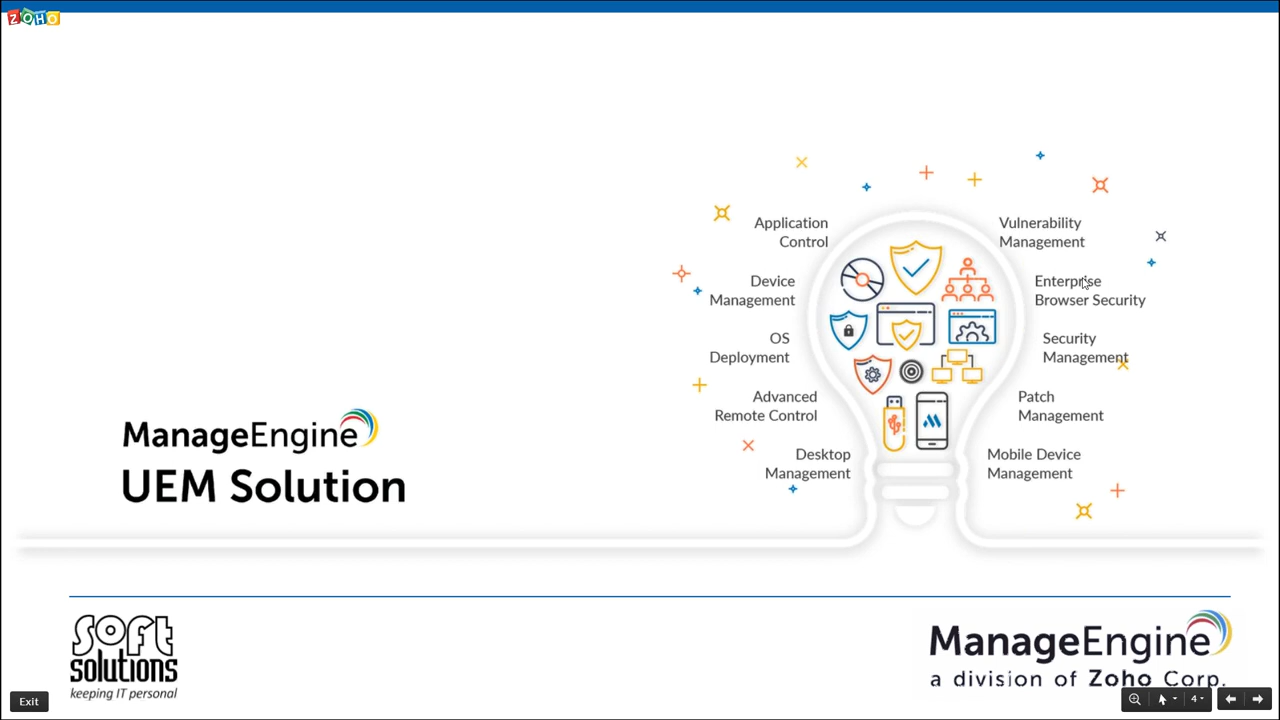 ZOHO
Application
Control
Device
Management
OS
Deployment
Advanced
Remote Control
Desktop
Management
Vulnerability
Management
Enterprise
Browser Security
Security
Management
Patch
Management
Mobile Device
Management
ManageEngine
UEM Solution
soft
solutions
keeping IT personal
ManageEngine
a division of Zoho Corp.
Exit
4